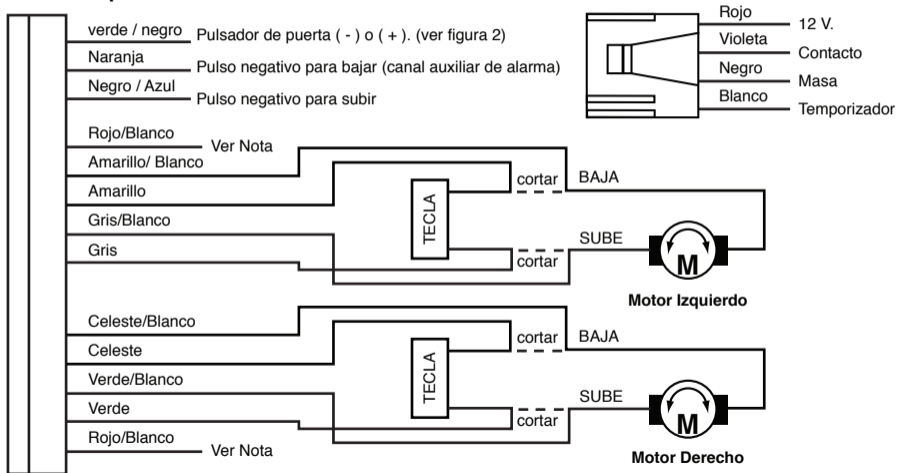 verde / negro
Pulsador de puerta ( - ) o ( + ). (ver figura 2)
Naranja
Pulso negativo para bajar (canal auxiliar de alarma)
Negro / Azul
Pulso negativo para subir
Rojo
12 V.
Violeta
Contacto
Negro
Masa
Blanco
Temporizador
Rojo/Blanco
Ver Nota
Amarillo/ Blanco
Amarillo
Gris/Blanco
Gris
TECLA
cortar
BAJA
SUBE
cortar
M
Motor Izquierdo
Celeste/Blanco
Celeste
Verde/Blanco
Verde
Rojo/Blanco
Ver Nota
TECLA
cortar
BAJA
SUBE
cortar
M
Motor Derecho